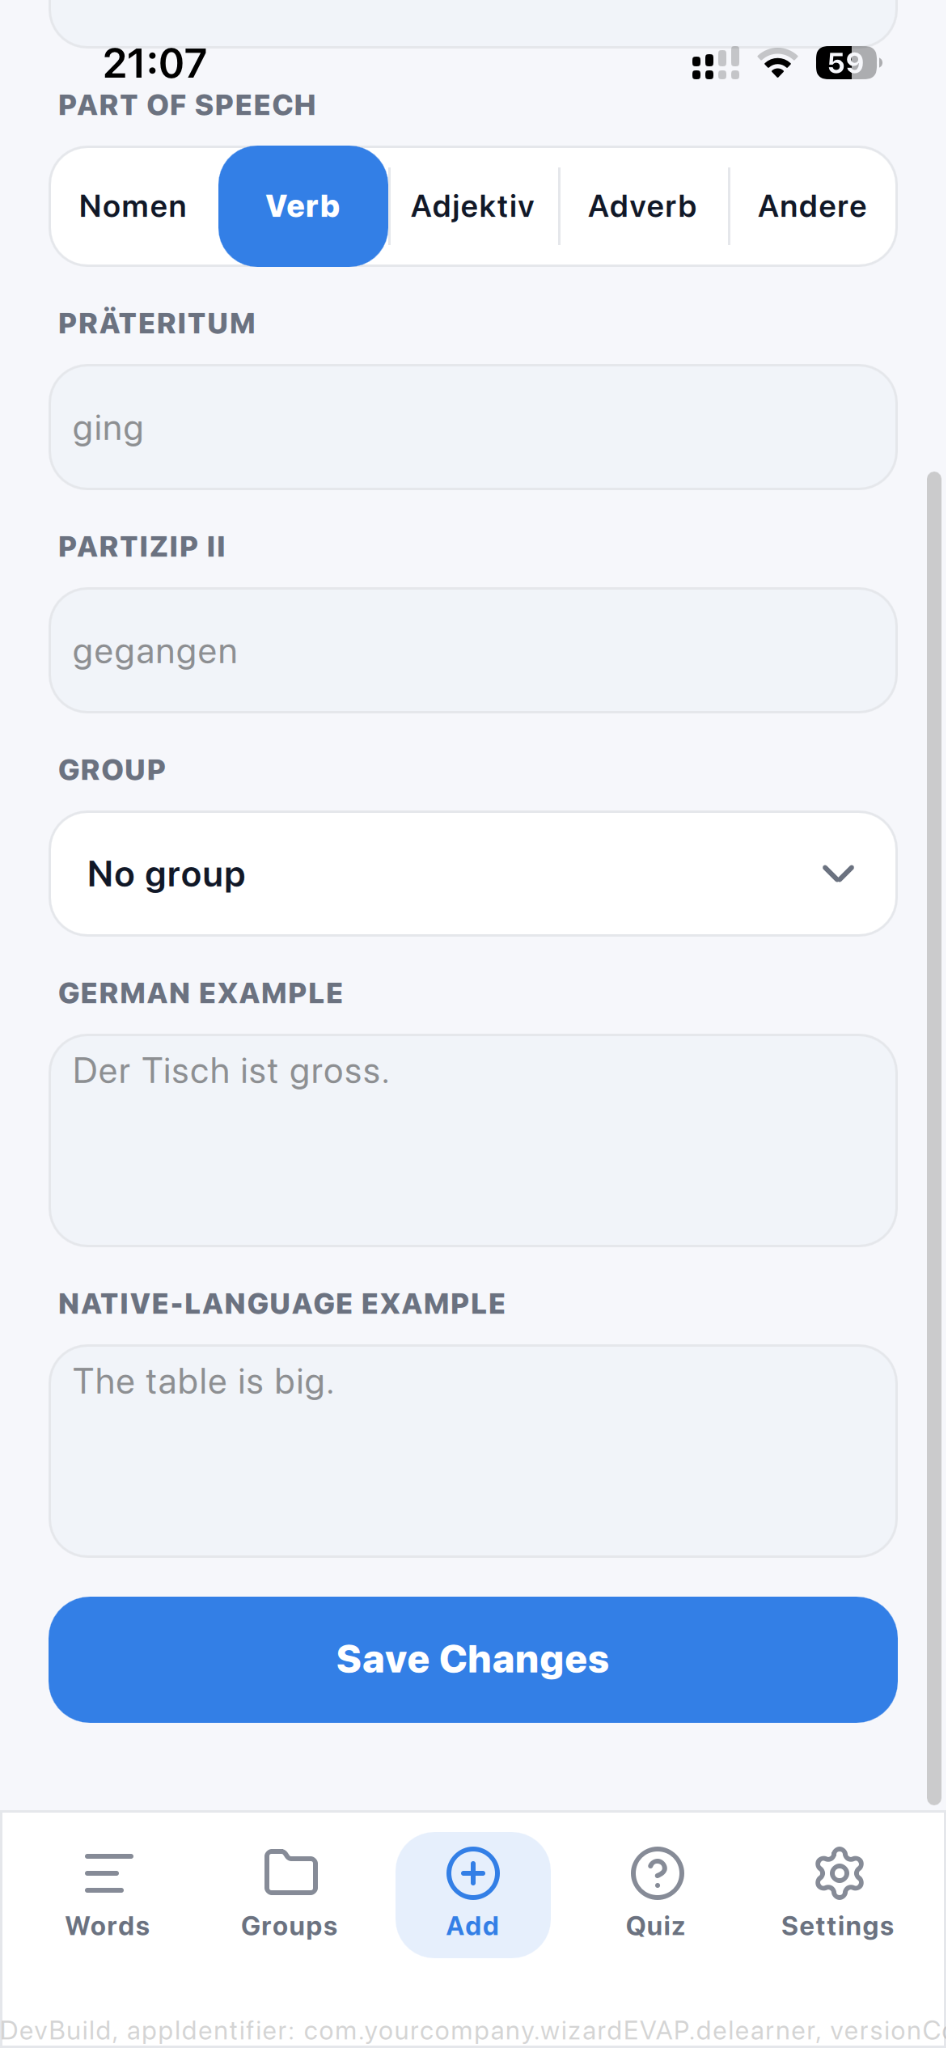 21:07
59
PART OF SPEECH
Nomen Verb Adjektiv Adverb Andere
PRÄTERITUM
ging
PARTIZIP II
gegangen
GROUP
No group
GERMAN EXAMPLE
Der Tisch ist gross.
NATIVE-LANGUAGE EXAMPLE
The table is big.
Save Changes
Words Groups Add Quiz Settings
DevBuild, appIdentifier: com.yourcompany.wizardEVAP.delearner, versionCo